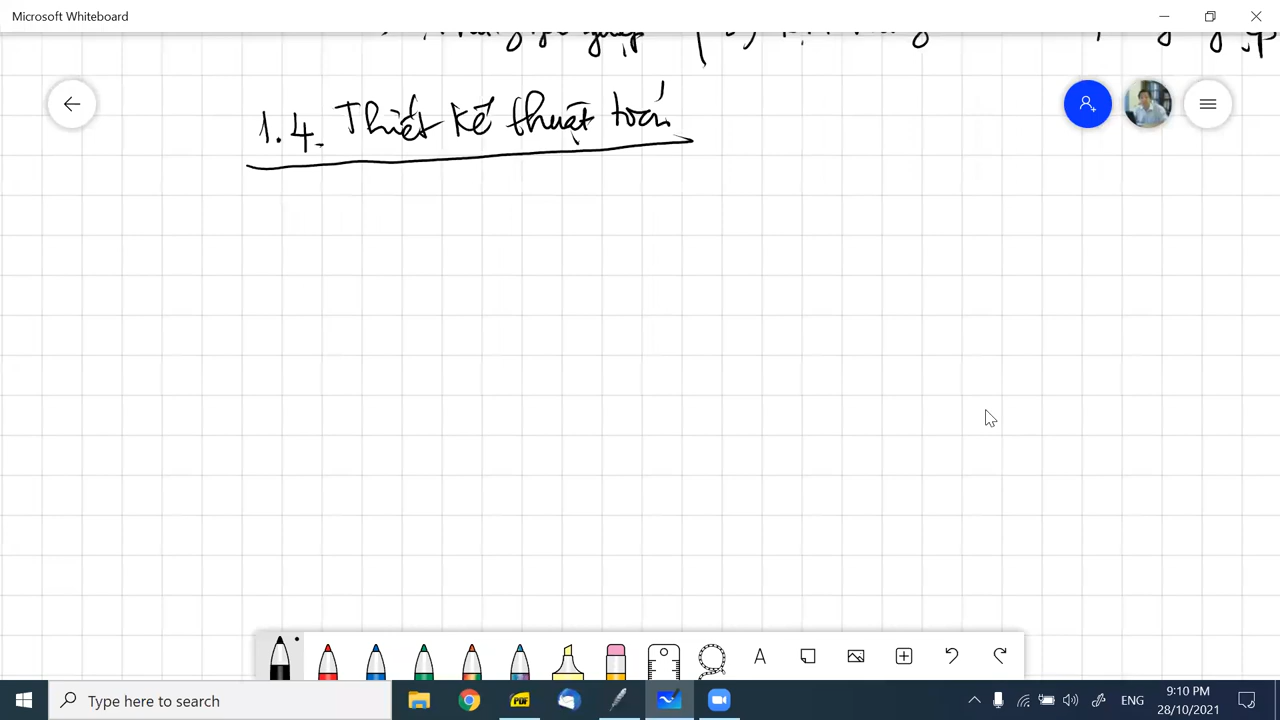 Microsoft Whiteboard
1.4. Thiết kế thuật toán
A
PDF
Type here to search
ENG
9:10 PM
28/10/2021